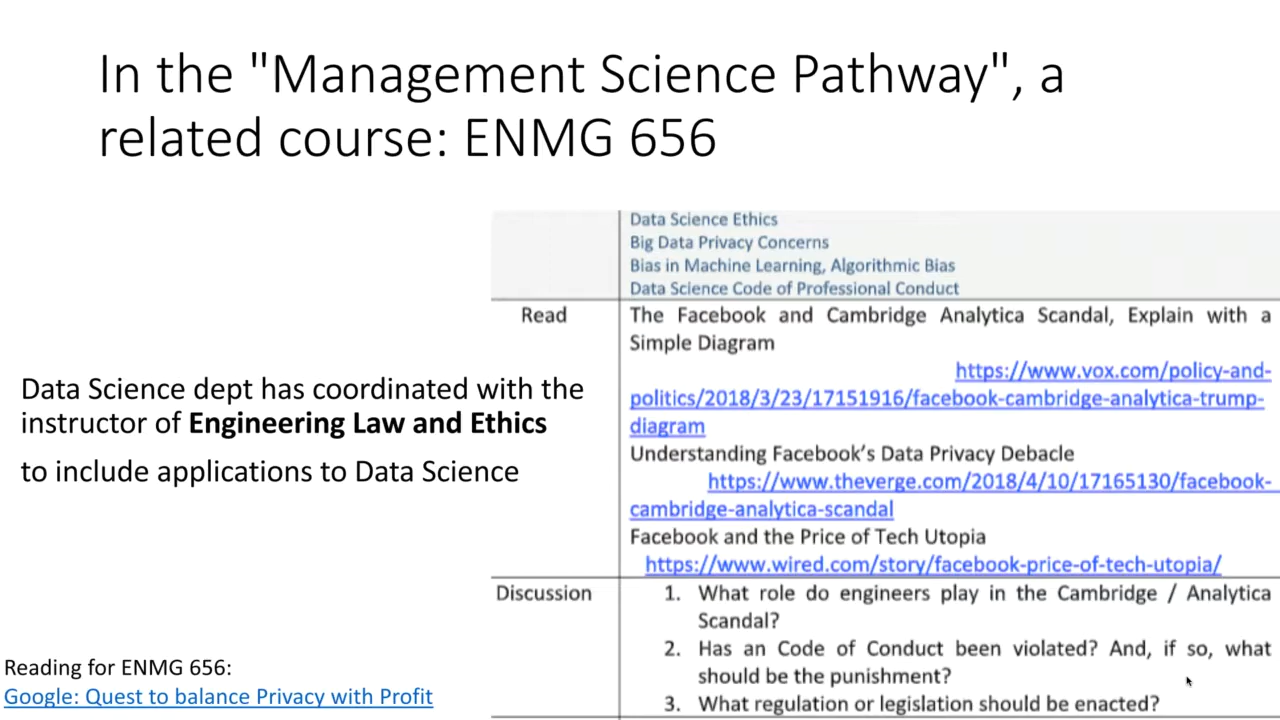 In the "Management Science Pathway", a
related course: ENMG 656
Data Science dept has coordinated with the
instructor of Engineering Law and Ethics
to include applications to Data Science
Data Science Ethics
Big Data Privacy Concerns
Bias in Machine Learning, Algorithmic Bias
Data Science Code of Professional Conduct
Read
The Facebook and Cambridge Analytica Scandal, Explain with a
Simple Diagram
https://www.vox.com/policy-and-
politics/2018/3/23/17151916/facebook-cambridge-analytica-trump-
diagram
Understanding Facebook’s Data Privacy Debacle
https://www.theverge.com/2018/4/10/17165130/facebook-
cambridge-analytica-scandal
Facebook and the Price of Tech Utopia
https://www.wired.com/story/facebook-price-of-tech-utopia/
Discussion
1. What role do engineers play in the Cambridge / Analytica
Scandal?
2. Has an Code of Conduct been violated? And, if so, what
should be the punishment?
3. What regulation or legislation should be enacted?
Reading for ENMG 656:
Google: Quest to balance Privacy with Profit